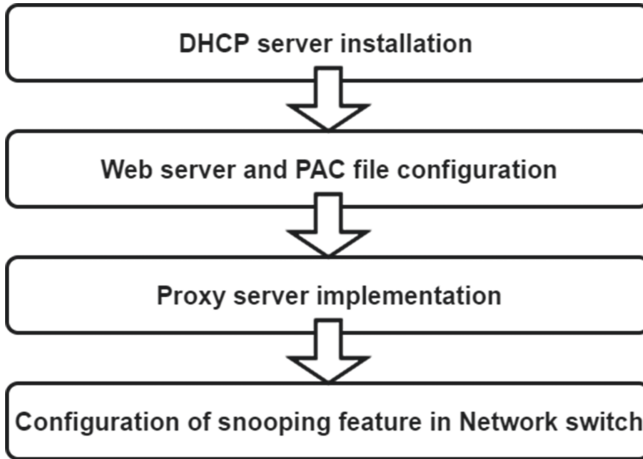 DHCP server installation
Web server and PAC file configuration
Proxy server implementation
Configuration of snooping feature in Network switch